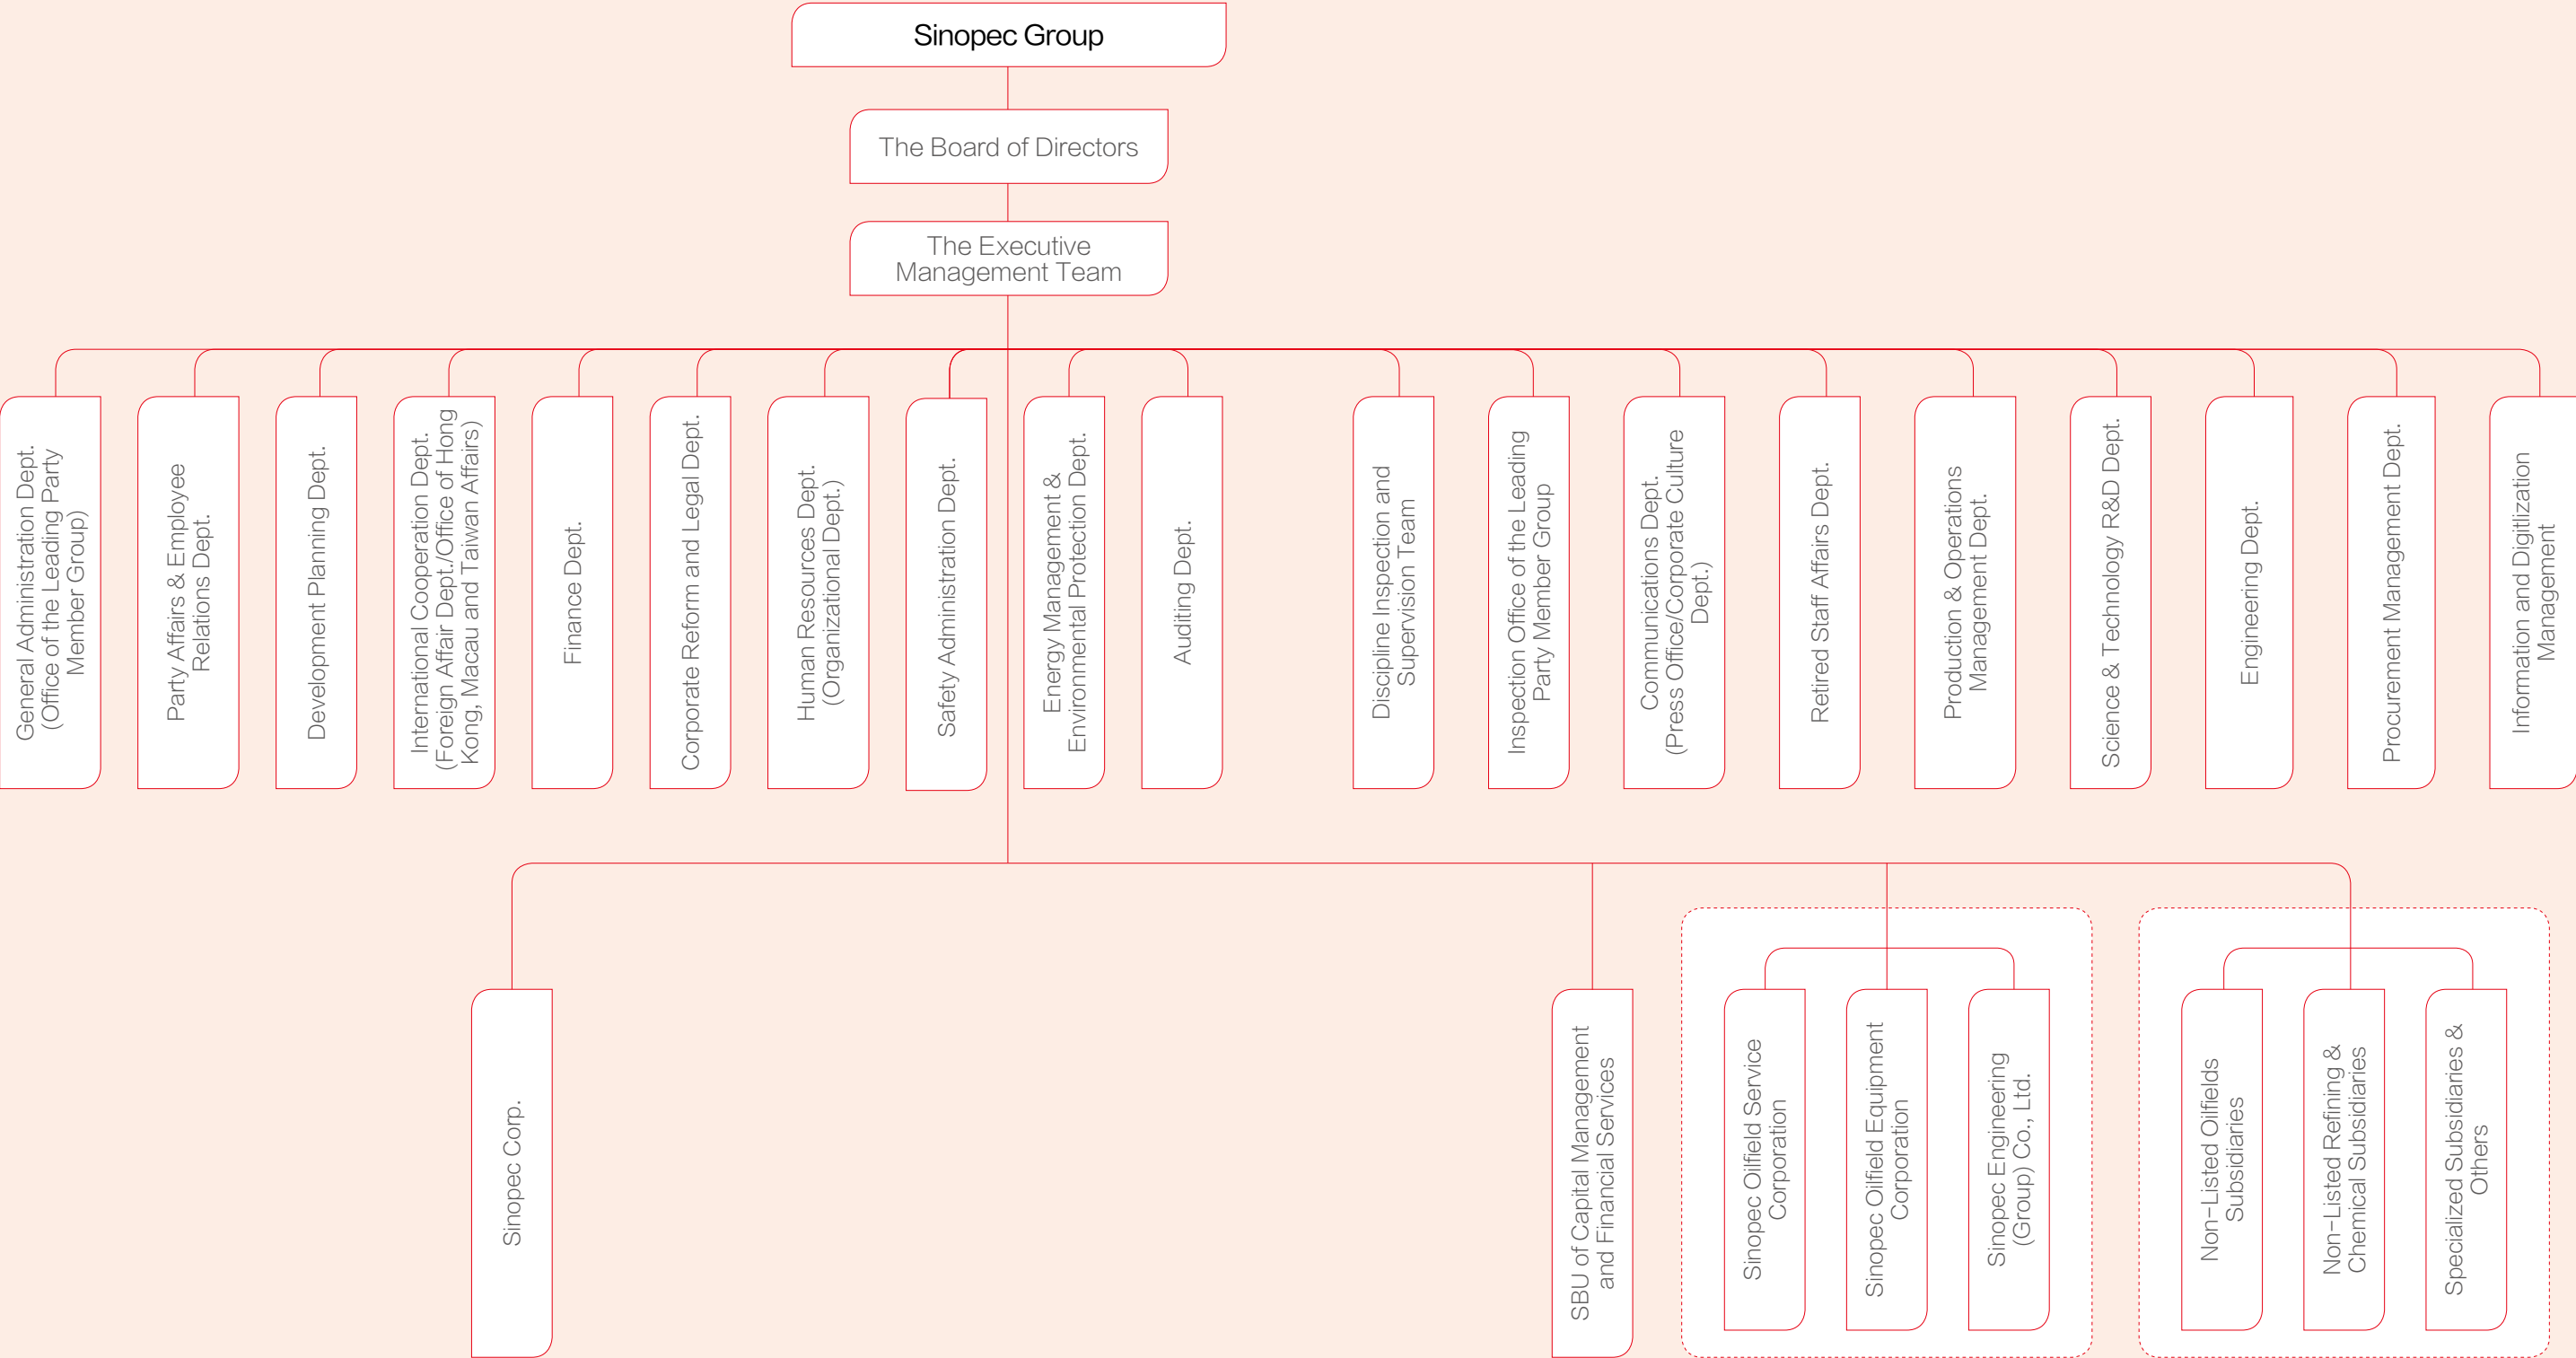 Sinopec Group
The Board of Directors
The Executive
Management Team
General Administration Dept.
(Office of the Leading Party
Member Group)
Party Affairs & Employee
Relations Dept.
Development Planning Dept.
International Cooperation Dept.
(Foreign Affair Dept./Office of Hong
Kong, Macau and Taiwan Affairs)
Finance Dept.
Corporate Reform and Legal Dept.
Human Resources Dept.
(Organizational Dept.)
Safety Administration Dept.
Energy Management &
Environmental Protection Dept.
Auditing Dept.
Discipline Inspection and
Supervision Team
Inspection Office of the Leading
Party Member Group
Communications Dept.
(Press Office/Corporate Culture
Dept.)
Retired Staff Affairs Dept.
Production & Operations
Management Dept.
Science & Technology R&D Dept.
Engineering Dept.
Procurement Management Dept.
Information and Digitlization
Management
Sinopec Corp.
SBU of Capital Management
and Financial Services
Sinopec Oilfield Service
Corporation
Sinopec Oilfield Equipment
Corporation
Sinopec Engineering
(Group) Co., Ltd.
Non-Listed Oilfields
Subsidiaries
Non-Listed Refining &
Chemical Subsidiaries
Specialized Subsidiaries &
Others